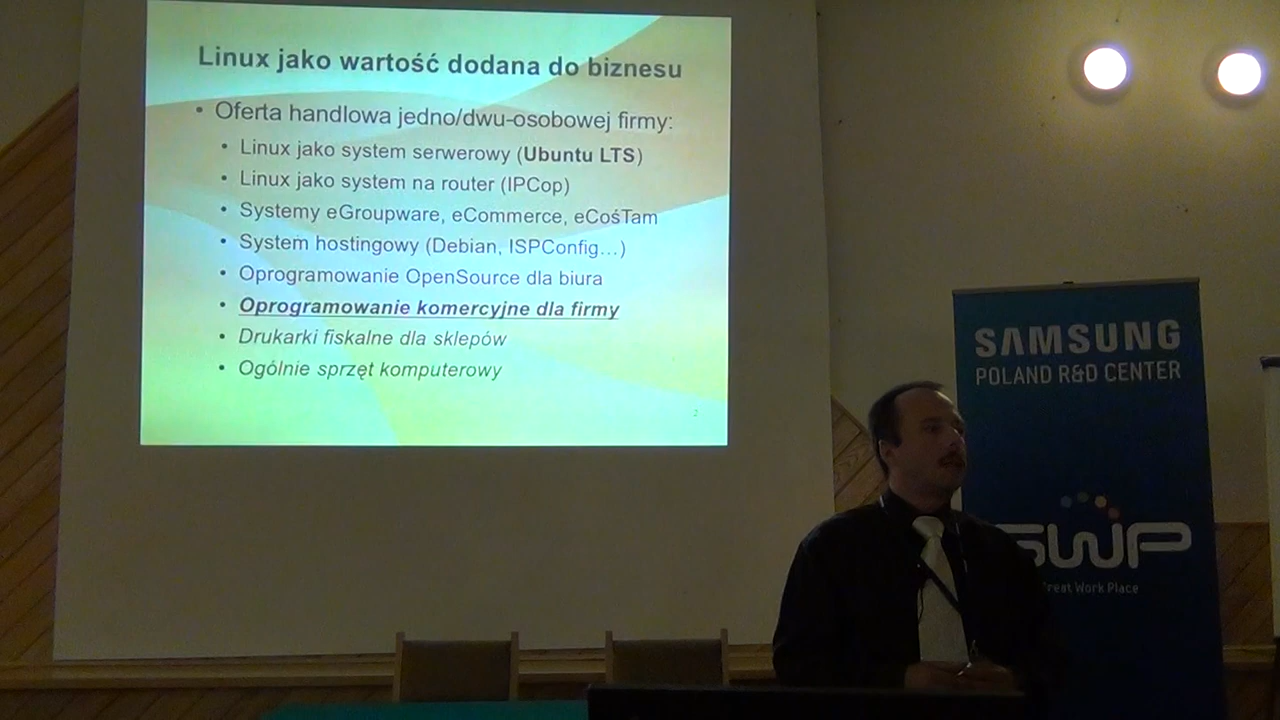 Linux jako wartość dodana do biznesu
• Oferta handlowa jedno/dwu-osobowej firmy:
• Linux jako system serwerowy (Ubuntu LTS)
• Linux jako system na router (IPCop)
• Systemy eGroupware, eCommerce, eCośTam
• System hostingowy (Debian, ISPConfig…)
• Oprogramowanie OpenSource dla biura
• Oprogramowanie komercyjne dla firmy
• Drukarki fiskalne dla sklepów
• Ogólnie sprzęt komputerowy
2
SAMSUNG
POLAND R&D CENTER
GWP
Great Work Place